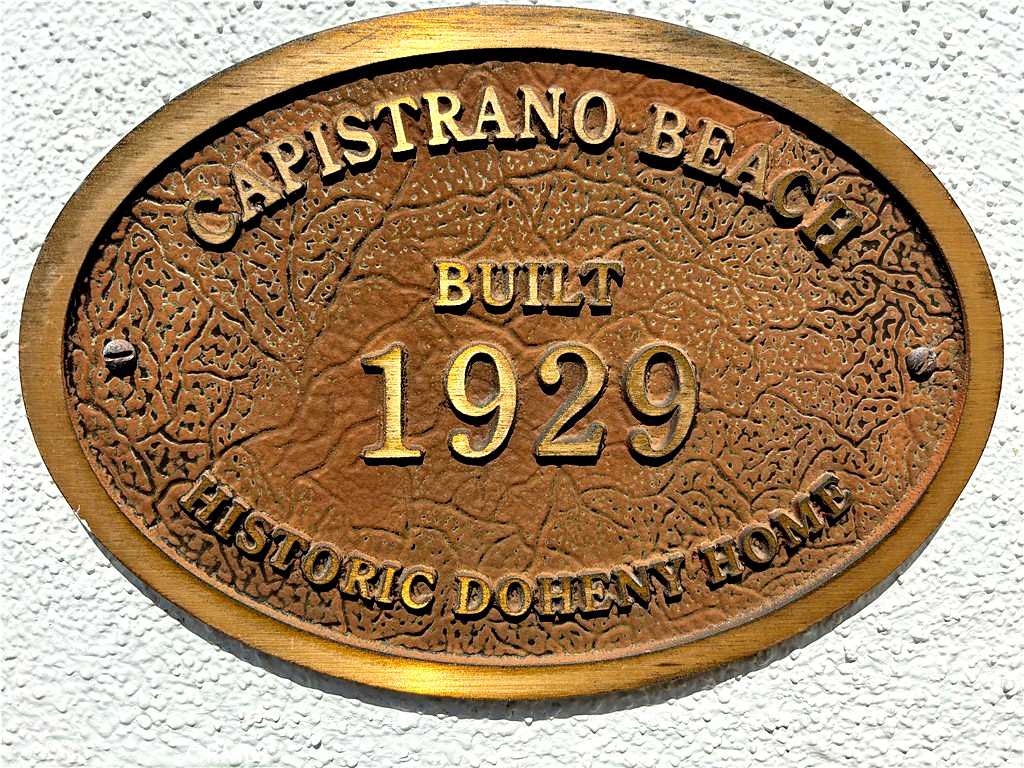 CAPISTRANO BEACH
BUILT
1929
HISTORIC DOHENY HOME